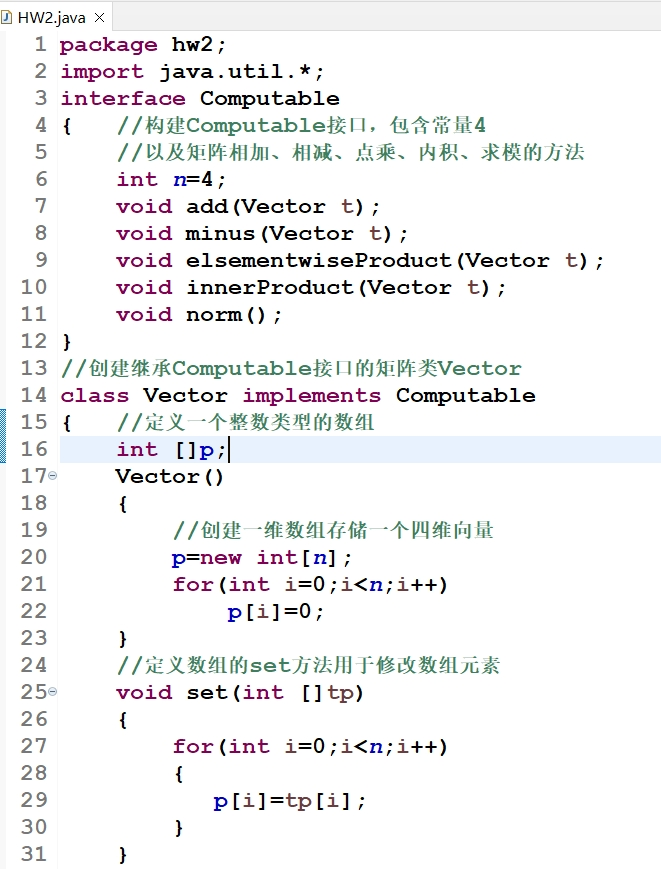 HW2.java
1 package hw2;
2 import java.util.*;
3 interface Computable
4 { //构建Computable接口，包含常量4
5 //以及矩阵相加、相减、点乘、内积、求模的方法
6 int n=4;
7 void add(Vector t);
8 void minus(Vector t);
9 void elsementwiseProduct(Vector t);
10 void innerProduct(Vector t);
11 void norm();
12 }
13 //创建继承Computable接口的矩阵类Vector
14 class Vector implements Computable
15 { //定义一个整数类型的数组
16 int []p;
17 Vector()
18 {
19 //创建一维数组存储一个四维向量
20 p=new int[n];
21 for(int i=0;i<n;i++)
22 p[i]=0;
23 }
24 //定义数组的set方法用于修改数组元素
25 void set(int []tp)
26 {
27 for(int i=0;i<n;i++)
28 {
29 p[i]=tp[i];
30 }
31 }